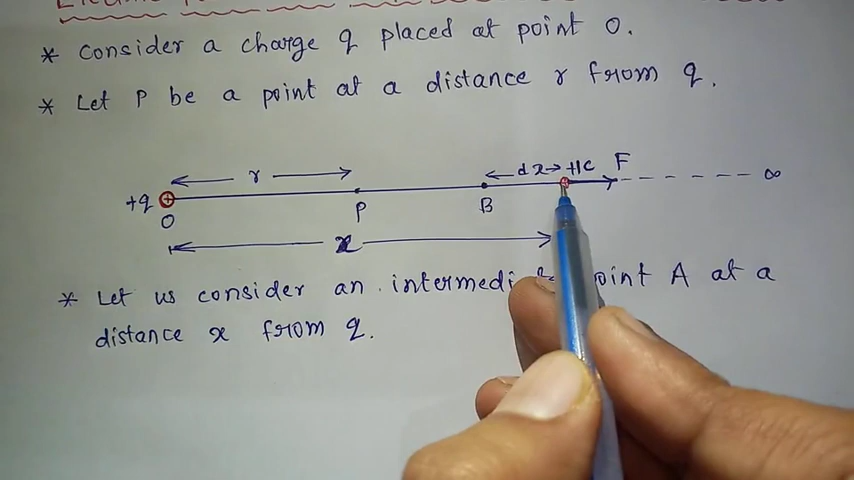 * Consider a charge q placed at point O.
* Let P be a point at a distance r from q.
r
dx +1C F
+q
∞
O P B
x
* Let us consider an point A at a
distance x from q.